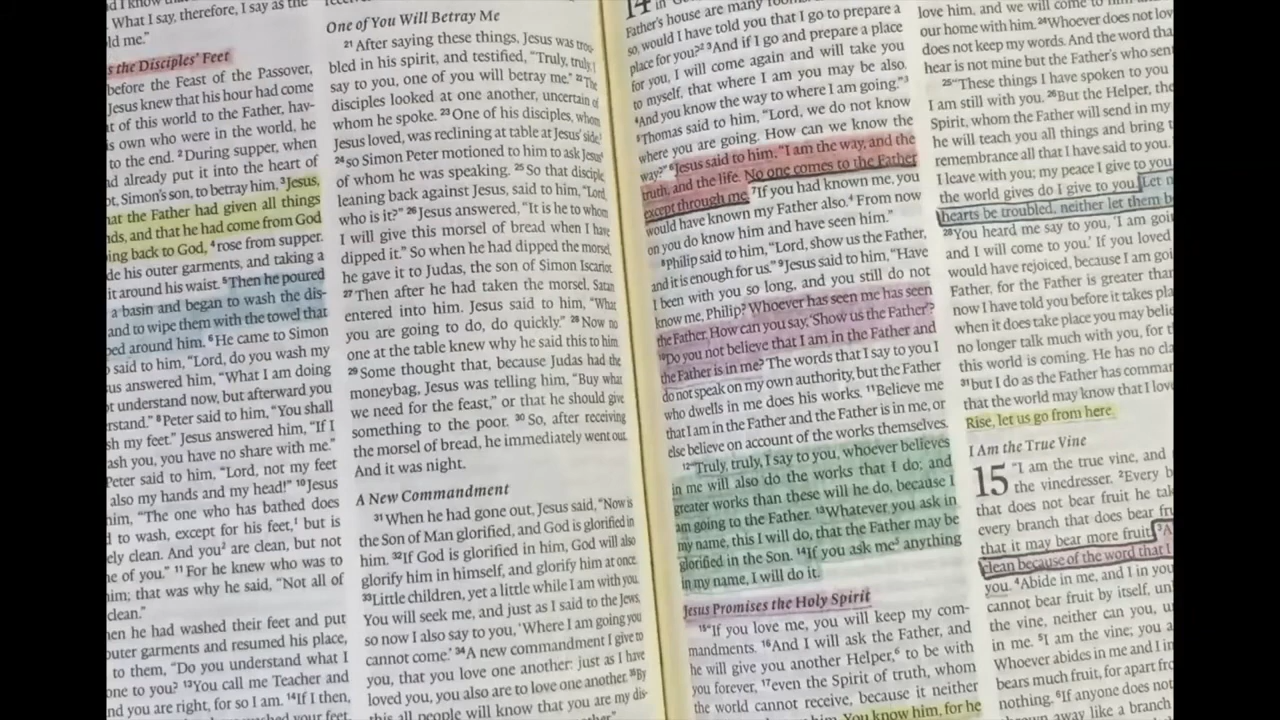 What I say, therefore, I say as the
ld me."
s the Disciples' Feet
before the Feast of the Passover,
Jesus knew that his hour had come
t of this world to the Father, hav-
is own who were in the world, he
to the end. 2During supper, when
d already put it into the heart of
ot, Simon's son, to betray him, 3Jesus,
at the Father had given all things
ds, and that he had come from God
ing back to God, 4rose from supper.
de his outer garments, and taking a
it around his waist. 5Then he poured
a basin and began to wash the dis-
and to wipe them with the towel that
ped around him. 6He came to Simon
said to him, "Lord, do you wash my
us answered him, "What I am doing
t understand now, but afterward you
rstand." 8Peter said to him, "You shall
sh my feet." Jesus answered him, "If I
ash you, you have no share with me."
Peter said to him, "Lord, not my feet
also my hands and my head!" 10Jesus
him, "The one who has bathed does
d to wash, except for his feet,1 but is
ely clean. And you2 are clean, but not
e of you." 11For he knew who was to
him; that was why he said, "Not all of
clean."
en he had washed their feet and put
outer garments and resumed his place,
to them, "Do you understand what I
one to you? 13You call me Teacher and
nd you are right, for so I am. 14If I then,
washed your feet,
One of You Will Betray Me
21After saying these things, Jesus was trou-
bled in his spirit, and testified, "Truly, truly, I
say to you, one of you will betray me." 22The
disciples looked at one another, uncertain of
whom he spoke. 23One of his disciples, whom
Jesus loved, was reclining at table at Jesus' side,
24so Simon Peter motioned to him to ask Jesus
of whom he was speaking. 25So that disciple,
leaning back against Jesus, said to him, "Lord,
who is it?" 26Jesus answered, "It is he to whom
I will give this morsel of bread when I have
dipped it." So when he had dipped the morsel,
he gave it to Judas, the son of Simon Iscariot.
27Then after he had taken the morsel, Satan
entered into him. Jesus said to him, "What
you are going to do, do quickly." 28Now no
one at the table knew why he said this to him.
29Some thought that, because Judas had the
moneybag, Jesus was telling him, "Buy what
we need for the feast," or that he should give
something to the poor. 30So, after receiving
the morsel of bread, he immediately went out.
And it was night.
A New Commandment
31When he had gone out, Jesus said, "Now is
the Son of Man glorified, and God is glorified in
him. 32If God is glorified in him, God will also
glorify him in himself, and glorify him at once.
33Little children, yet a little while I am with you.
You will seek me, and just as I said to the Jews,
so now I also say to you, 'Where I am going you
cannot come.' 34A new commandment I give to
you, that you love one another: just as I have
loved you, you also are to love one another. 35By
this all people will know that you are my dis-
14
Father's house are many rooms.
so, would I have told you that I go to prepare a
place for you?2 3And if I go and prepare a place
for you, I will come again and will take you
to myself, that where I am you may be also.
4And you know the way to where I am going."3
5Thomas said to him, "Lord, we do not know
where you are going. How can we know the
way?" 6Jesus said to him, "I am the way, and the
truth, and the life. No one comes to the Father
except through me. 7If you had known me, you
would have known my Father also.4 From now
on you do know him and have seen him."
8Philip said to him, "Lord, show us the Father,
and it is enough for us." 9Jesus said to him, "Have
I been with you so long, and you still do not
know me, Philip? Whoever has seen me has seen
the Father. How can you say, 'Show us the Father'?
10Do you not believe that I am in the Father and
the Father is in me? The words that I say to you I
do not speak on my own authority, but the Father
who dwells in me does his works. 11Believe me
that I am in the Father and the Father is in me, or
else believe on account of the works themselves.
12"Truly, truly, I say to you, whoever believes
in me will also do the works that I do; and
greater works than these will he do, because I
am going to the Father. 13Whatever you ask in
my name, this I will do, that the Father may be
glorified in the Son. 14If you ask me5 anything
in my name, I will do it.
Jesus Promises the Holy Spirit
15"If you love me, you will keep my com-
mandments. 16And I will ask the Father, and
he will give you another Helper,6 to be with
you forever, 17even the Spirit of truth, whom
the world cannot receive, because it neither
him. You know him, for he
love him, and we will come to him
our home with him. 24Whoever does not lov
does not keep my words. And the word that
hear is not mine but the Father's who sen
25"These things I have spoken to you
I am still with you. 26But the Helper, the
Spirit, whom the Father will send in my
he will teach you all things and bring t
remembrance all that I have said to you.
I leave with you; my peace I give to you
the world gives do I give to you. Let n
hearts be troubled, neither let them b
28You heard me say to you, 'I am goi
and I will come to you.' If you loved
would have rejoiced, because I am goi
Father, for the Father is greater than
now I have told you before it takes pla
when it does take place you may belie
no longer talk much with you, for t
this world is coming. He has no cla
31but I do as the Father has comman
that the world may know that I love
Rise, let us go from here.
I Am the True Vine
15 "I am the true vine, and
the vinedresser. 2Every b
that does not bear fruit he tak
every branch that does bear fru
that it may bear more fruit. 3A
clean because of the word that I
you. 4Abide in me, and I in you
cannot bear fruit by itself, un
the vine, neither can you, u
in me. 5I am the vine; you a
Whoever abides in me and I in
bears much fruit, for apart fro
nothing. 6If anyone does not
away like a branch